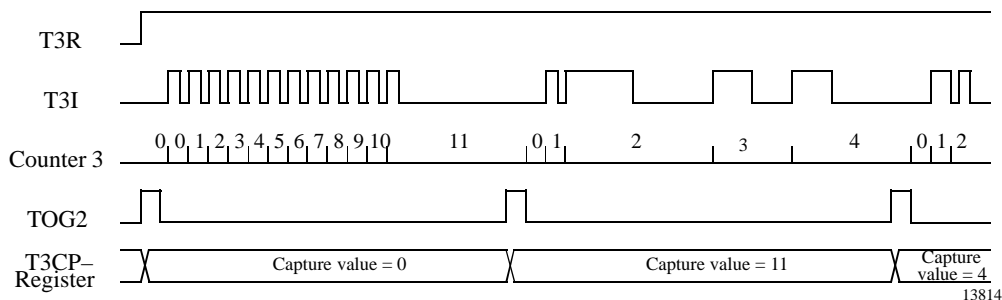 T3R
T3I
0 0 1 2 3 4 5 6 7 8 9 10 11 0 1 2 3 4 0 1 2
Counter 3
TOG2
T3CP–
Register
Capture value = 0
Capture value = 11
Capture
value = 4
13814